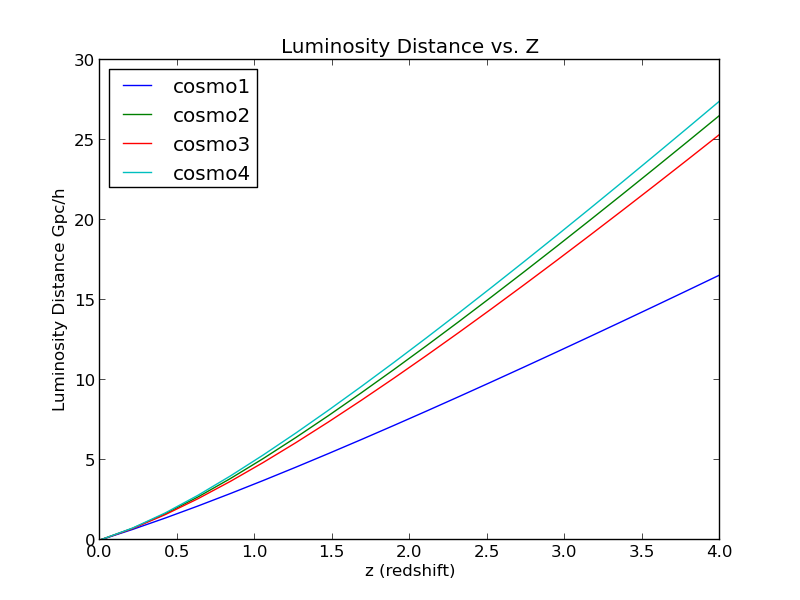 Luminosity Distance vs. Z
cosmo1
cosmo2
cosmo3
cosmo4
Luminosity Distance Gpc/h
30
25
20
15
10
5
0
0.0 0.5 1.0 1.5 2.0 2.5 3.0 3.5 4.0
z (redshift)